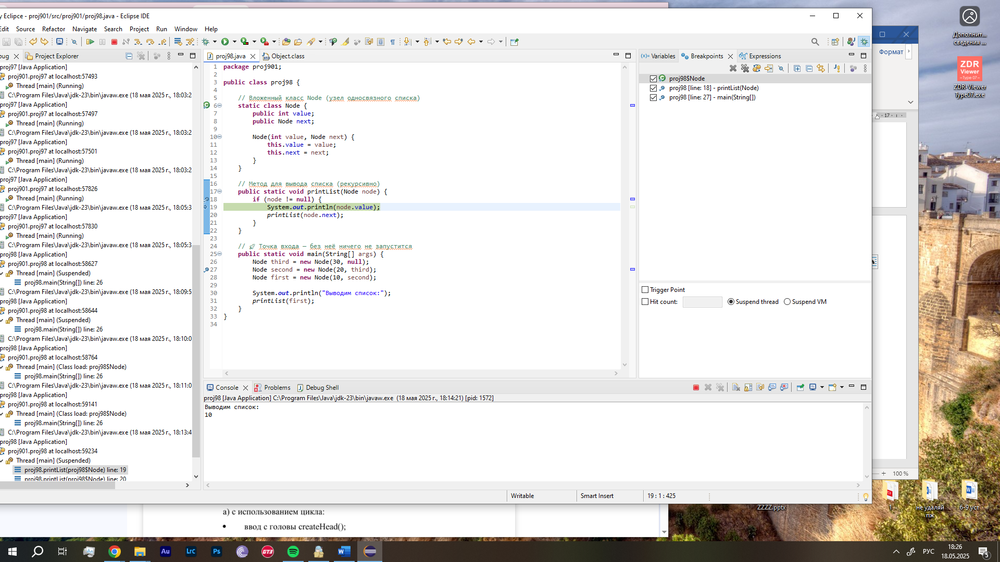 y Eclipce - proj901/src/proj901/proj98.java - Eclipse IDE
Edit Source Refactor Navigate Search Project Run Window Help
Project Explorer
proj97 [Java Application]
proj901.proj97 at localhost:57493
Thread [main] (Running)
C:\Program Files\Java\jdk-23\bin\javaw.exe (18 мая 2025 г., 18:03:2
proj97 [Java Application]
proj901.proj97 at localhost:57497
Thread [main] (Running)
C:\Program Files\Java\jdk-23\bin\javaw.exe (18 мая 2025 г., 18:03:2
proj97 [Java Application]
proj901.proj97 at localhost:57501
Thread [main] (Running)
C:\Program Files\Java\jdk-23\bin\javaw.exe (18 мая 2025 г., 18:03:2
proj97 [Java Application]
proj901.proj97 at localhost:57826
Thread [main] (Running)
C:\Program Files\Java\jdk-23\bin\javaw.exe (18 мая 2025 г., 18:05:3
proj97 [Java Application]
proj901.proj97 at localhost:57830
Thread [main] (Running)
C:\Program Files\Java\jdk-23\bin\javaw.exe (18 мая 2025 г., 18:05:3
proj98 [Java Application]
proj901.proj98 at localhost:58627
Thread [main] (Suspended)
proj98.main(String[]) line: 26
C:\Program Files\Java\jdk-23\bin\javaw.exe (18 мая 2025 г., 18:09:5
proj98 [Java Application]
proj901.proj98 at localhost:58644
Thread [main] (Suspended)
proj98.main(String[]) line: 26
C:\Program Files\Java\jdk-23\bin\javaw.exe (18 мая 2025 г., 18:10:0
proj98 [Java Application]
proj901.proj98 at localhost:58764
Thread [main] (Class load: proj98$Node)
proj98.main(String[]) line: 26
C:\Program Files\Java\jdk-23\bin\javaw.exe (18 мая 2025 г., 18:11:0
proj98 [Java Application]
proj901.proj98 at localhost:59141
Thread [main] (Class load: proj98$Node)
proj98.main(String[]) line: 26
C:\Program Files\Java\jdk-23\bin\javaw.exe (18 мая 2025 г., 18:13:4
proj98 [Java Application]
proj901.proj98 at localhost:59234
Thread [main] (Suspended)
proj98.printList(proj98$Node) line: 19
proj98.printList(proj98$Node) line: 20
proj98.java Object.class
1 package proj901;
2
3 public class proj98 {
4
5 // Вложенный класс Node (узел односвязного списка)
6 static class Node {
7 public int value;
8 public Node next;
9
10 Node(int value, Node next) {
11 this.value = value;
12 this.next = next;
13 }
14 }
15
16 // Метод для вывода списка (рекурсивно)
17 public static void printList(Node node) {
18 if (node != null) {
19 System.out.println(node.value);
20 printList(node.next);
21 }
22 }
23
24 // 🚀 Точка входа — без неё ничего не запустится
25 public static void main(String[] args) {
26 Node third = new Node(30, null);
27 Node second = new Node(20, third);
28 Node first = new Node(10, second);
29
30 System.out.println("Выводим список:");
31 printList(first);
32 }
33 }
34
Variables Breakpoints Expressions
proj98$Node
proj98 [line: 18] - printList(Node)
proj98 [line: 27] - main(String[])
Trigger Point
Hit count: Suspend thread Suspend VM
Console Problems Debug Shell
proj98 [Java Application] C:\Program Files\Java\jdk-23\bin\javaw.exe (18 мая 2025 г., 18:14:21) [pid: 1572]
Выводим список:
10
Writable Smart Insert 19 : 1 : 425
Формат
17
100 %
Дополнит...
сведения ...
ZDR
Viewer
~Type 07~
ZDR-Viewer
Type07.exe
ZZZZ.pptx
1
не удаляй
пж
6-9 уст
а) с использованием цикла:
• ввод с головы createHead();
Au Lrc Ps GT3
РУС
18:26
18.05.2025
5